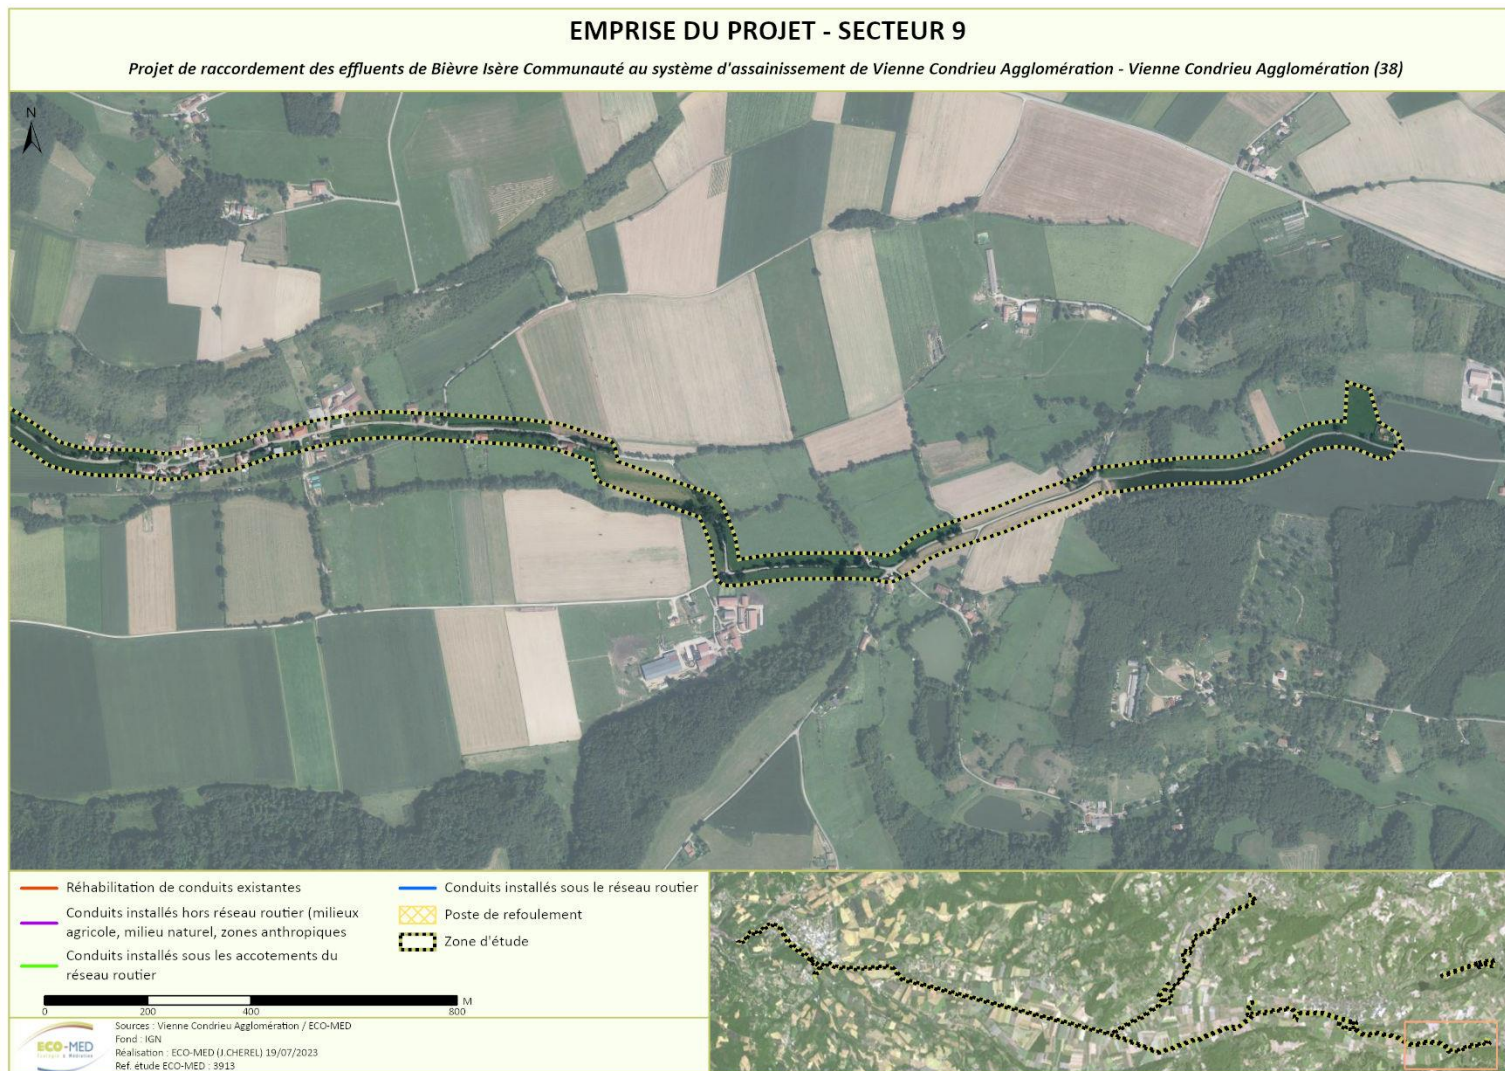 EMPRISE DU PROJET - SECTEUR 9
Projet de raccordement des effluents de Bièvre Isère Communauté au système d'assainissement de Vienne Condrieu Agglomération - Vienne Condrieu Agglomération (38)
N
Réhabilitation de conduits existantes
Conduits installés hors réseau routier (milieux
agricole, milieu naturel, zones anthropiques
Conduits installés sous les accotements du
réseau routier
Conduits installés sous le réseau routier
Poste de refoulement
Zone d'étude
M
0 200 400 800
ECO-MED
Ecologie & Médiation
Sources : Vienne Condrieu Agglomération / ECO-MED
Fond : IGN
Réalisation : ECO-MED (J.CHEREL) 19/07/2023
Ref. étude ECO-MED : 3913